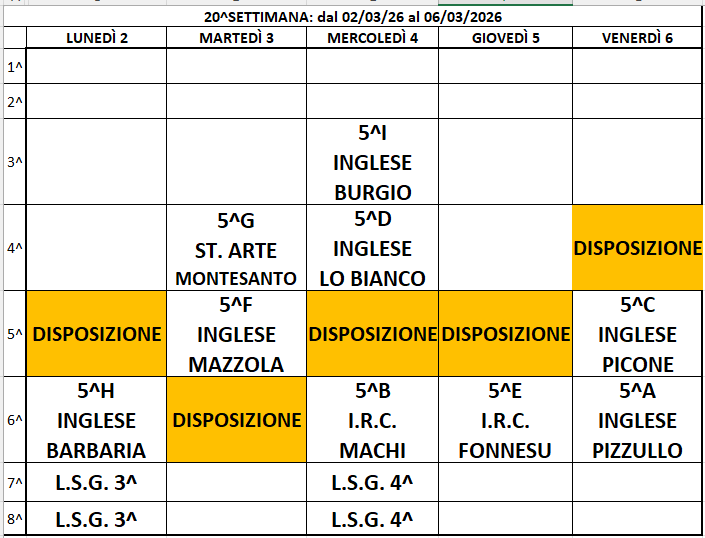 20^SETTIMANA: dal 02/03/26 al 06/03/2026
LUNEDÌ 2 MARTEDÌ 3 MERCOLEDÌ 4 GIOVEDÌ 5 VENERDÌ 6
1^
2^
3^
5^I
INGLESE
BURGIO
4^
5^G
ST. ARTE
MONTESANTO
5^D
INGLESE
LO BIANCO
DISPOSIZIONE
5^
DISPOSIZIONE
5^F
INGLESE
MAZZOLA
DISPOSIZIONE
DISPOSIZIONE
5^C
INGLESE
PICONE
6^
5^H
INGLESE
BARBARIA
DISPOSIZIONE
5^B
I.R.C.
MACHI
5^E
I.R.C.
FONNESU
5^A
INGLESE
PIZZULLO
7^ L.S.G. 3^ L.S.G. 4^
8^ L.S.G. 3^ L.S.G. 4^